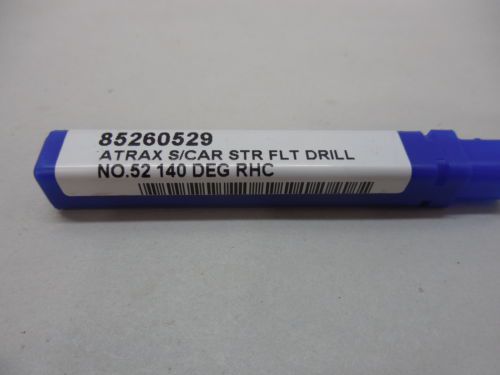 85260529
ATRAX S/CAR STR FLT DRILL
NO.52 140 DEG RHC